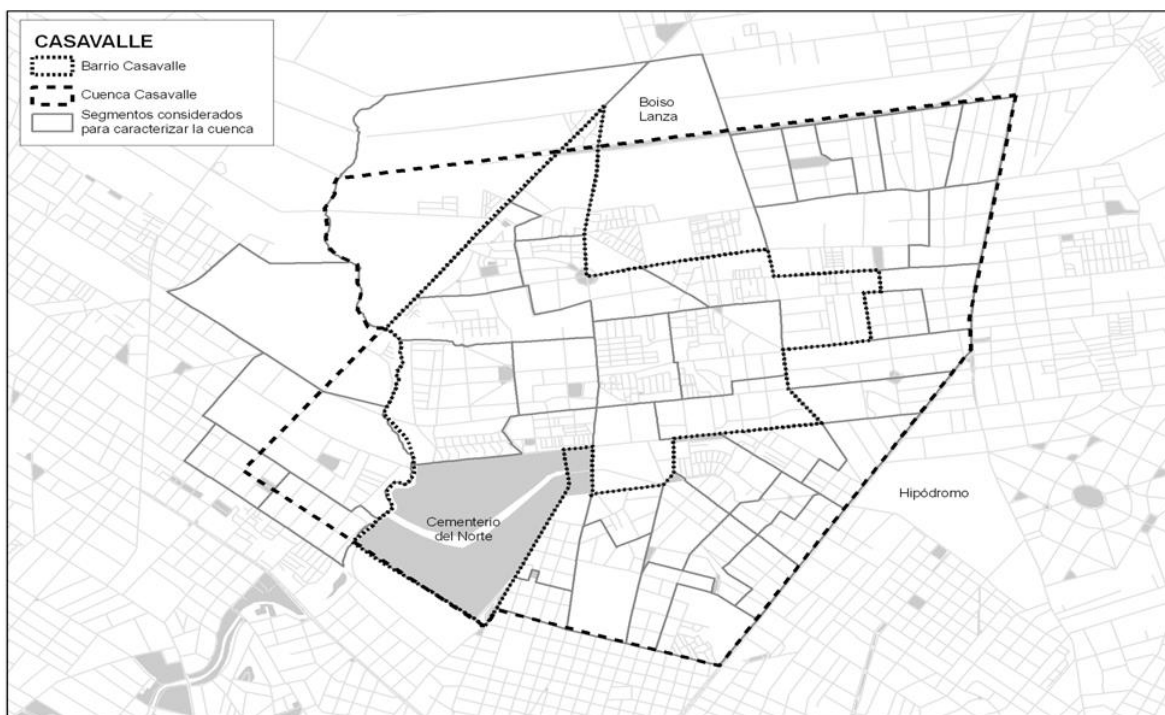 CASAVALLE
Barrio Casavalle
Cuenca Casavalle
Segmentos considerados
para caracterizar la cuenca
Boiso
Lanza
Hipódromo
Cementerio
del Norte